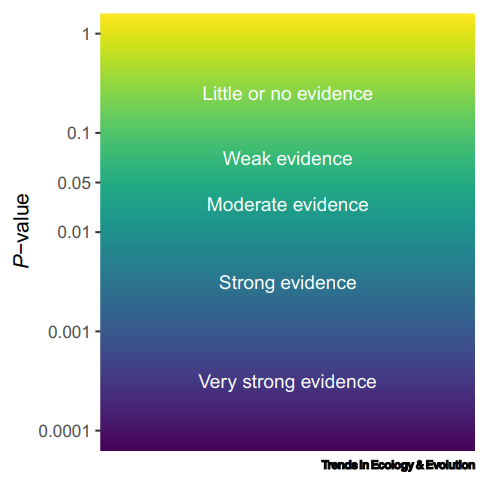 1
Little or no evidence
0.1
Weak evidence
0.05
Moderate evidence
0.01
P–value
Strong evidence
0.001
Very strong evidence
0.0001
Trends in Ecology & Evolution